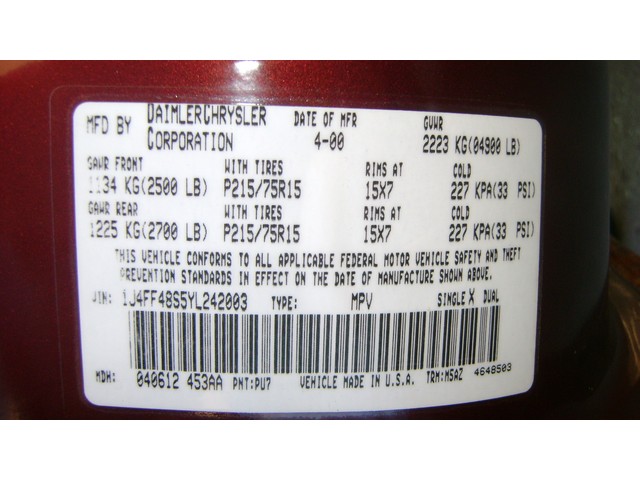 MFD BY DAIMLERCHRYSLER CORPORATION DATE OF MFR 4-00 GVWR 2223 KG(04900 LB)
GAWR FRONT WITH TIRES RIMS AT COLD
1134 KG(2500 LB) P215/75R15 15X7 227 KPA(33 PSI)
GAWR REAR WITH TIRES RIMS AT COLD
1225 KG(2700 LB) P215/75R15 15X7 227 KPA(33 PSI)
THIS VEHICLE CONFORMS TO ALL APPLICABLE FEDERAL MOTOR VEHICLE SAFETY AND THEFT
PREVENTION STANDARDS IN EFFECT ON THE DATE OF MANUFACTURE SHOWN ABOVE.
VIN: 1J4FF48S5YL242003 TYPE: MPV SINGLE X DUAL
MDH: 040612 453AA PNT:PU7 VEHICLE MADE IN U.S.A. TRM:M5AZ 4648503